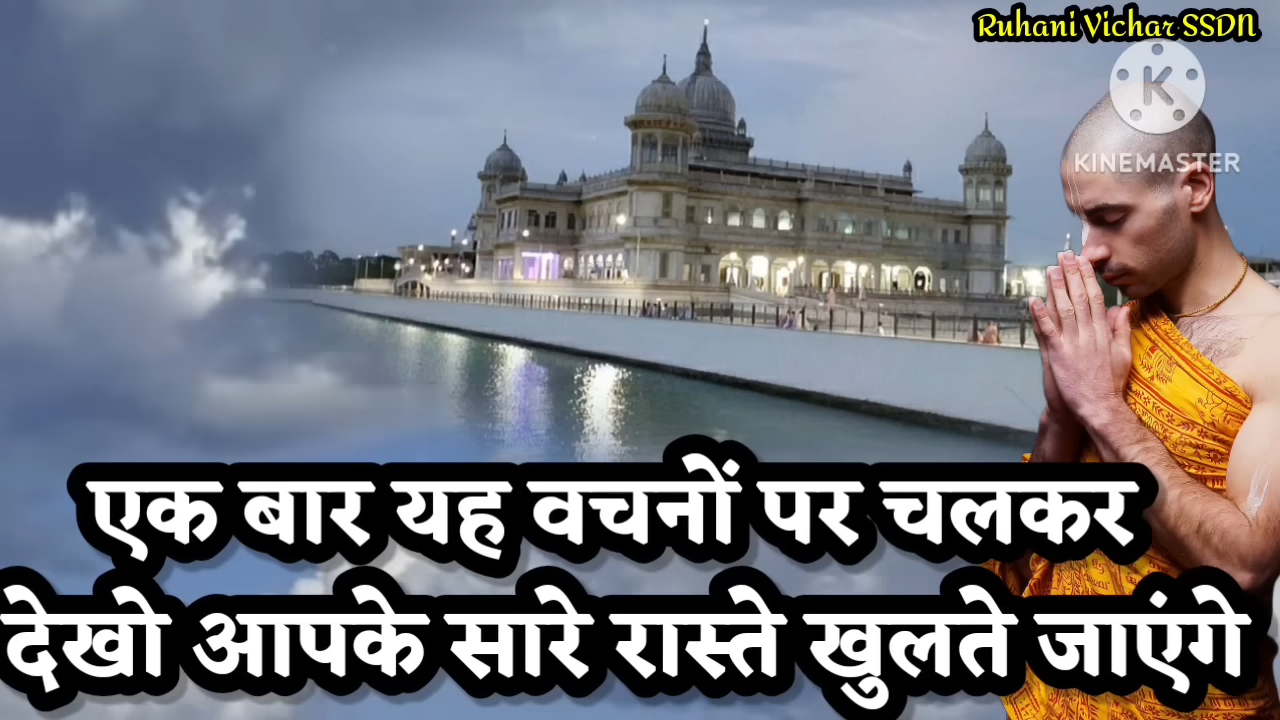 Ruhani Vichar SSDN
K
KINEMASTER
एक बार यह वचनों पर चलकर
देखो आपके सारे रास्ते खुलते जाएंगे